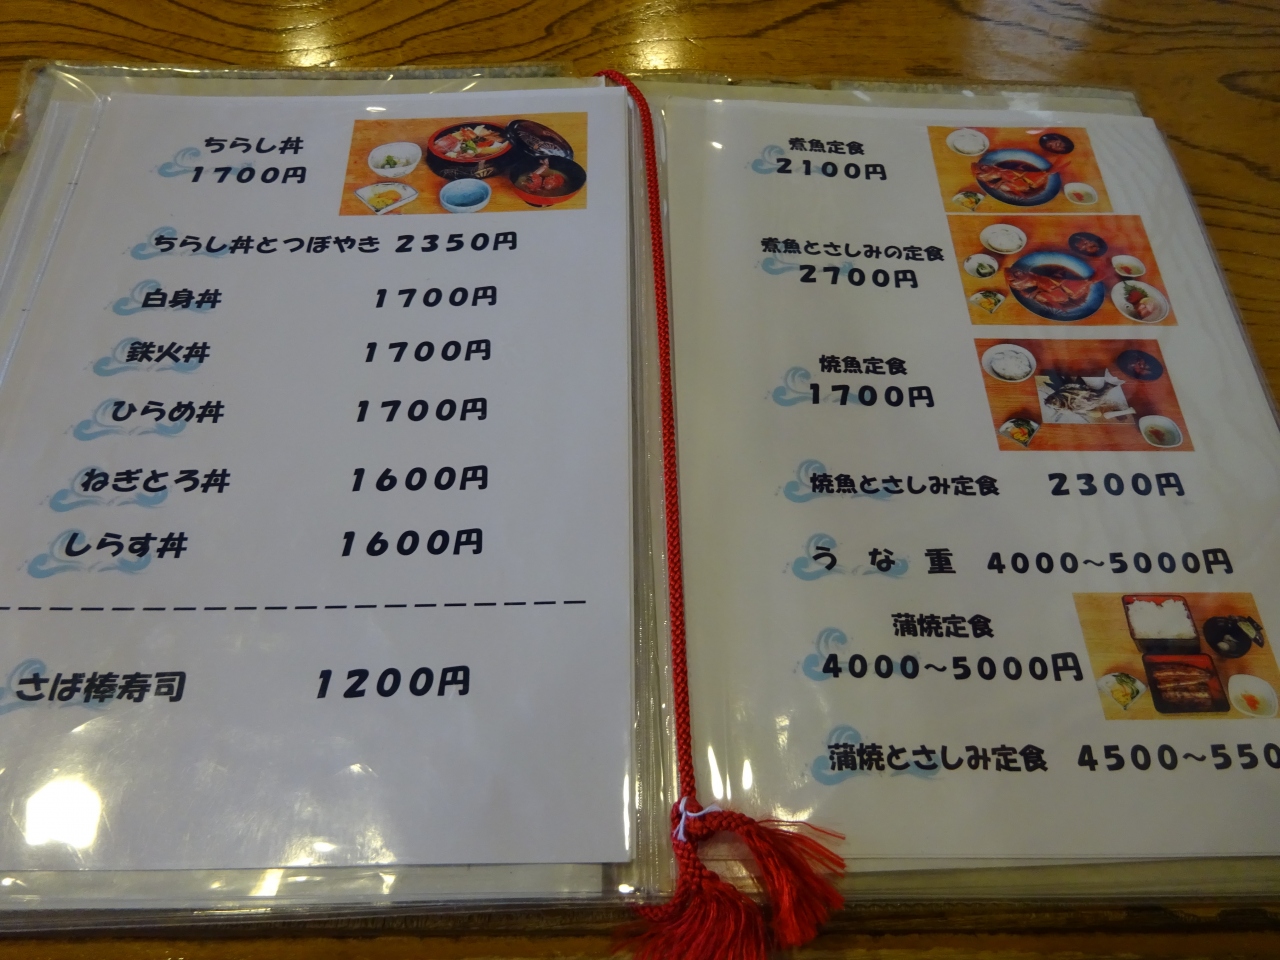 ちらし丼
1700円
ちらし丼とつぼやき 2350円
白身丼 1700円
鉄火丼 1700円
ひらめ丼 1700円
ねぎとろ丼 1600円
しらす丼 1600円
さば棒寿司 1200円
煮魚定食
2100円
煮魚とさしみの定食
2700円
焼魚定食
1700円
焼魚とさしみ定食 2300円
うな重 4000～5000円
蒲焼定食
4000～5000円
蒲焼とさしみ定食 4500～550